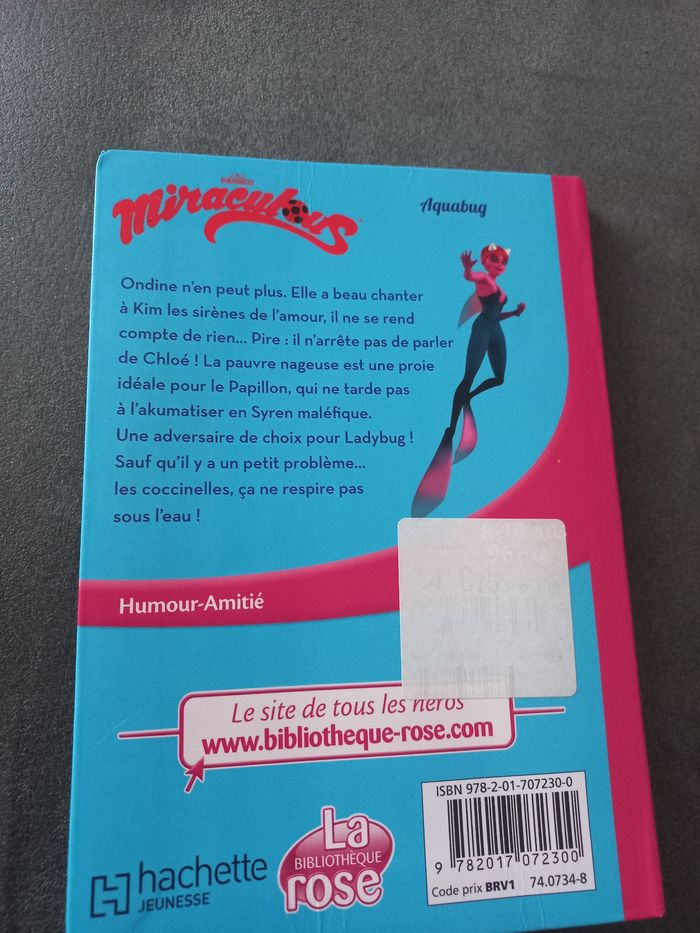 Miraculous
Aquabug
Ondine n'en peut plus. Elle a beau chanter
à Kim les sirènes de l'amour, il ne se rend
compte de rien... Pire : il n'arrête pas de parler
de Chloé ! La pauvre nageuse est une proie
idéale pour le Papillon, qui ne tarde pas
à l'akumatiser en Syren maléfique.
Une adversaire de choix pour Ladybug !
Sauf qu'il y a un petit problème...
les coccinelles, ça ne respire pas
sous l'eau !
Humour-Amitié
Le site de tous les héros
www.bibliotheque-rose.com
hachette
JEUNESSE
La
BIBLIOTHÈQUE
rose
ISBN 978-2-01-707230-0
9 782017 072300
Code prix BRV1 74.0734-8